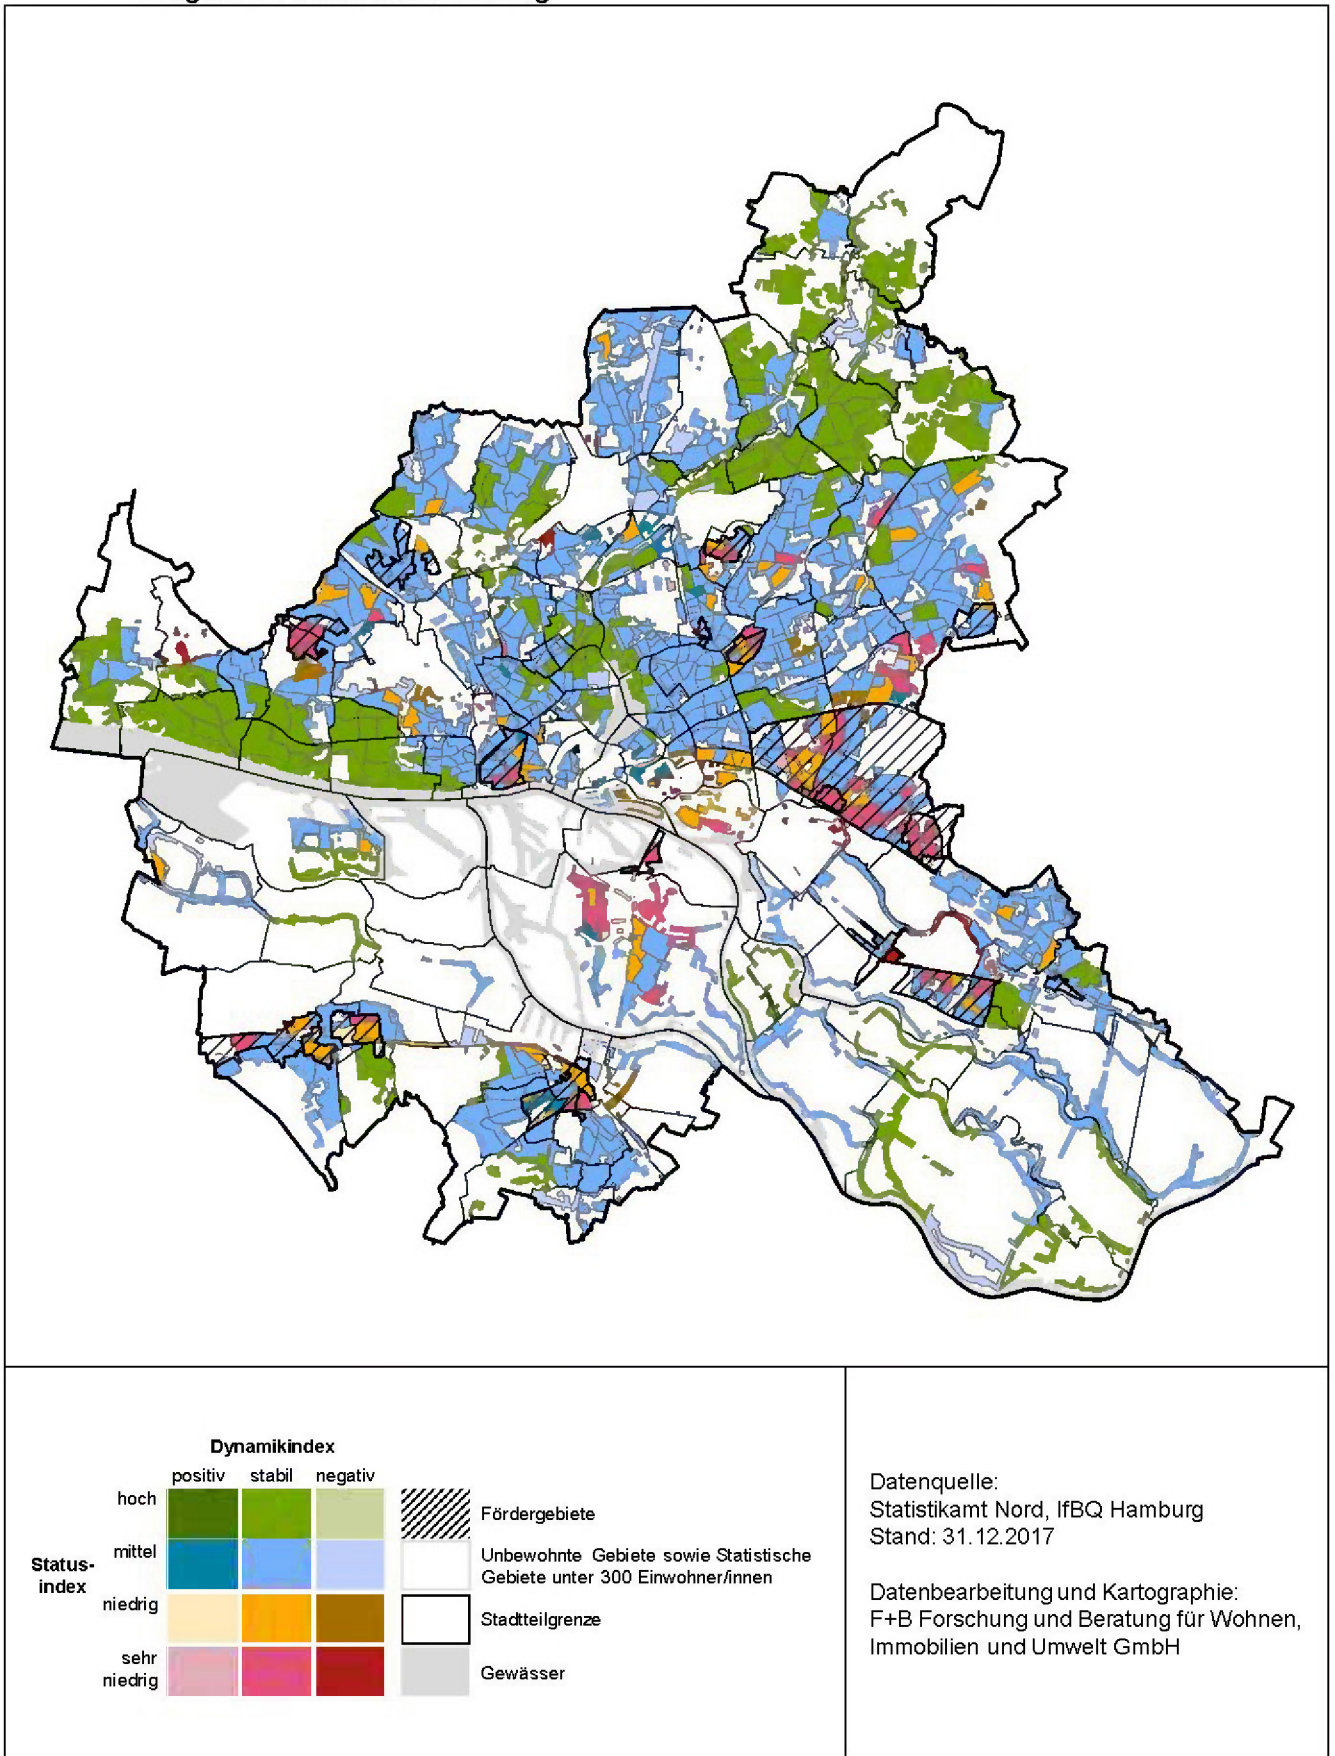 Dynamikindex
positiv stabil negativ
hoch
mittel
Status-
index
niedrig
sehr
niedrig
Fördergebiete
Unbewohnte Gebiete sowie Statistische
Gebiete unter 300 Einwohner/innen
Stadtteilgrenze
Gewässer
Datenquelle:
Statistikamt Nord, IfBQ Hamburg
Stand: 31.12.2017
Datenbearbeitung und Kartographie:
F+B Forschung und Beratung für Wohnen,
Immobilien und Umwelt GmbH